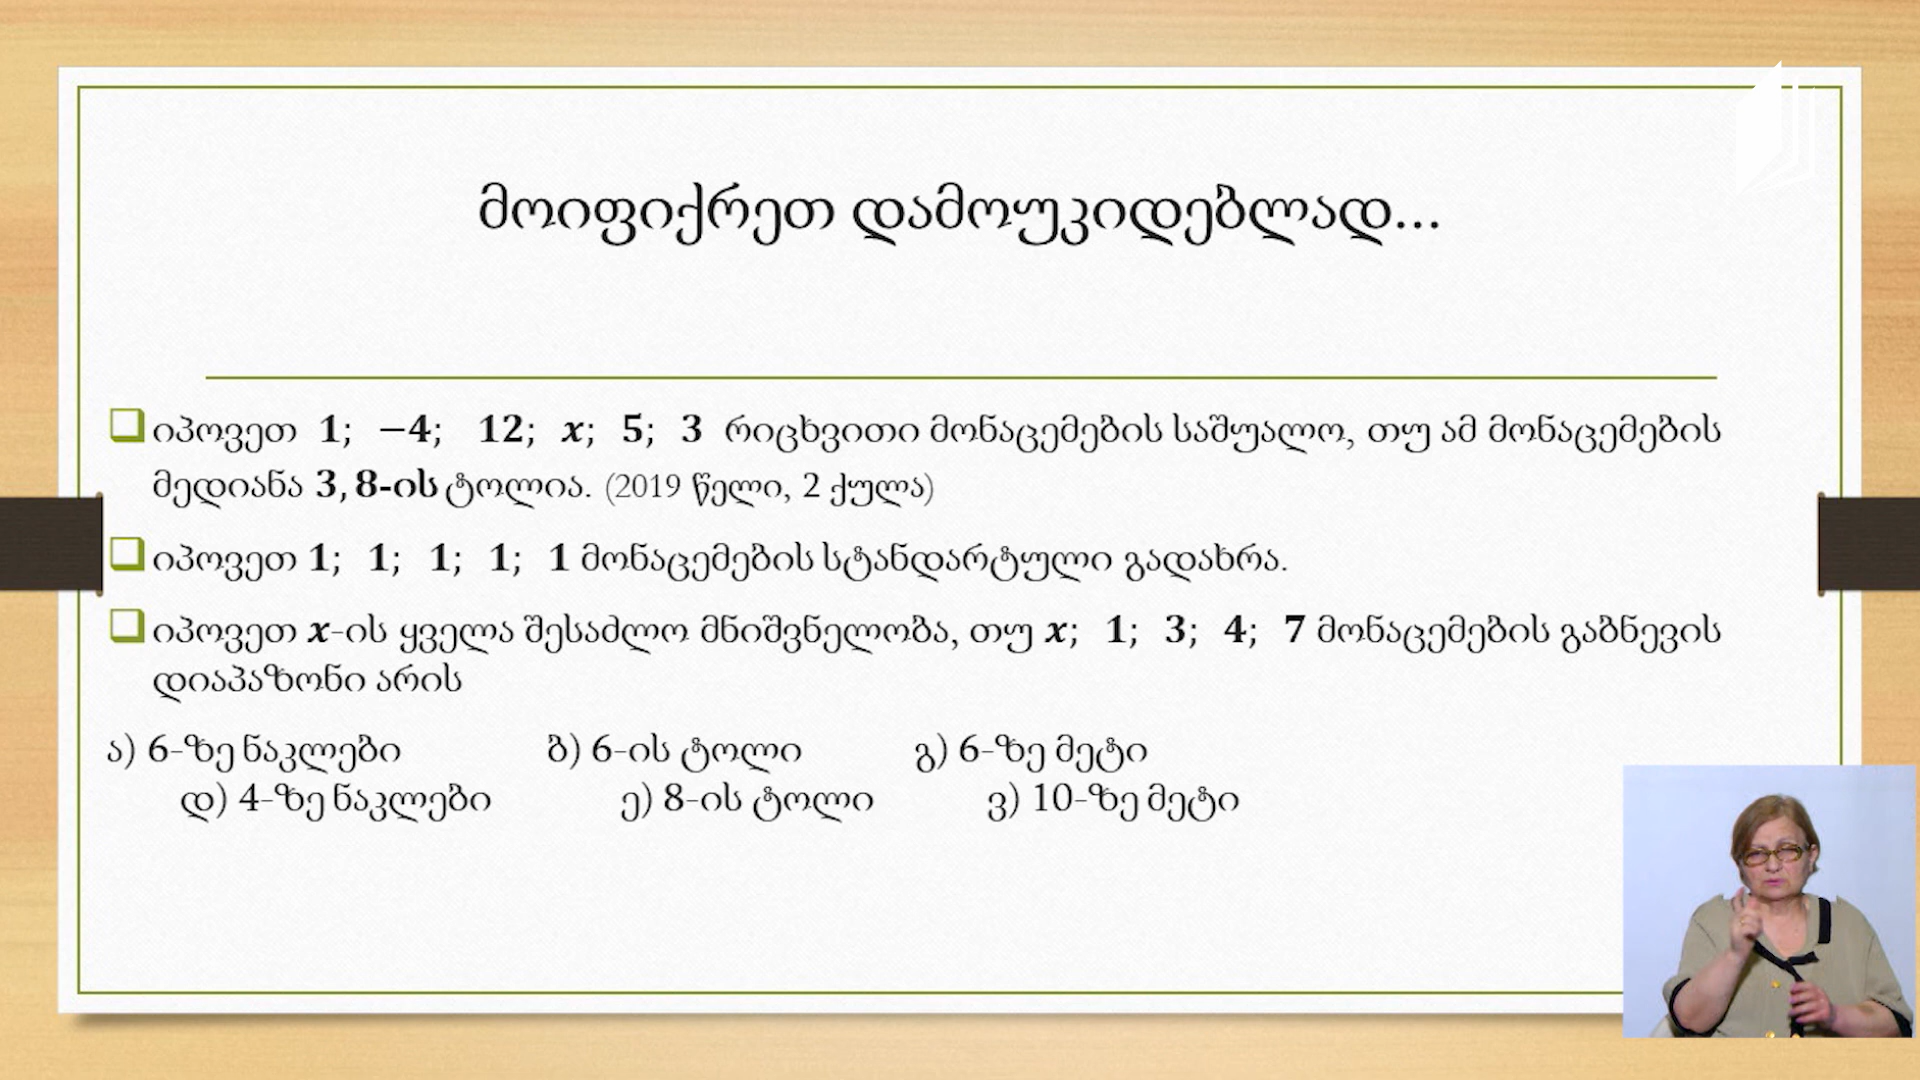 მოიფიქრეთ დამოუკიდებლად...
იპოვეთ 1; −4; 12; x; 5; 3 რიცხვითი მონაცემების საშუალო, თუ ამ მონაცემების
მედიანა 3,8-ის ტოლია. (2019 წელი, 2 ქულა)
იპოვეთ 1; 1; 1; 1; 1 მონაცემების სტანდარტული გადახრა.
იპოვეთ x-ის ყველა შესაძლო მნიშვნელობა, თუ x; 1; 3; 4; 7 მონაცემების გაბნევის
დიაპაზონი არის
ა) 6-ზე ნაკლები ბ) 6-ის ტოლი გ) 6-ზე მეტი
დ) 4-ზე ნაკლები ე) 8-ის ტოლი ვ) 10-ზე მეტი